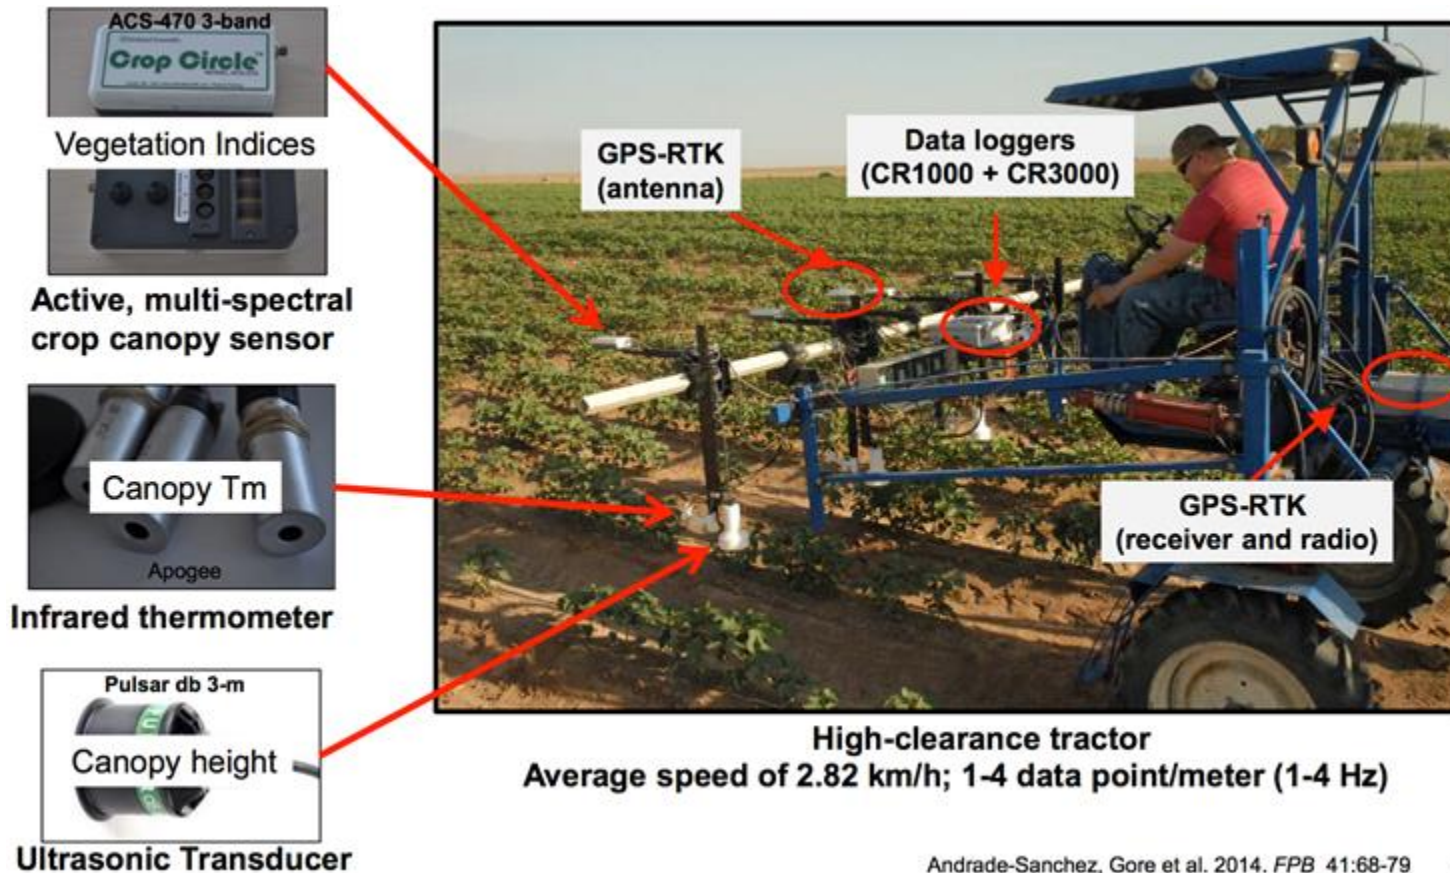 ACS-470 3-band
Crop Circle™
Vegetation Indices
Active, multi-spectral
crop canopy sensor
Canopy Tm
Apogee
Infrared thermometer
Pulsar db 3-m
Canopy height
Ultrasonic Transducer
GPS-RTK
(antenna)
Data loggers
(CR1000 + CR3000)
GPS-RTK
(receiver and radio)
High-clearance tractor
Average speed of 2.82 km/h; 1-4 data point/meter (1-4 Hz)
Andrade-Sanchez, Gore et al. 2014. FPB 41:68-79